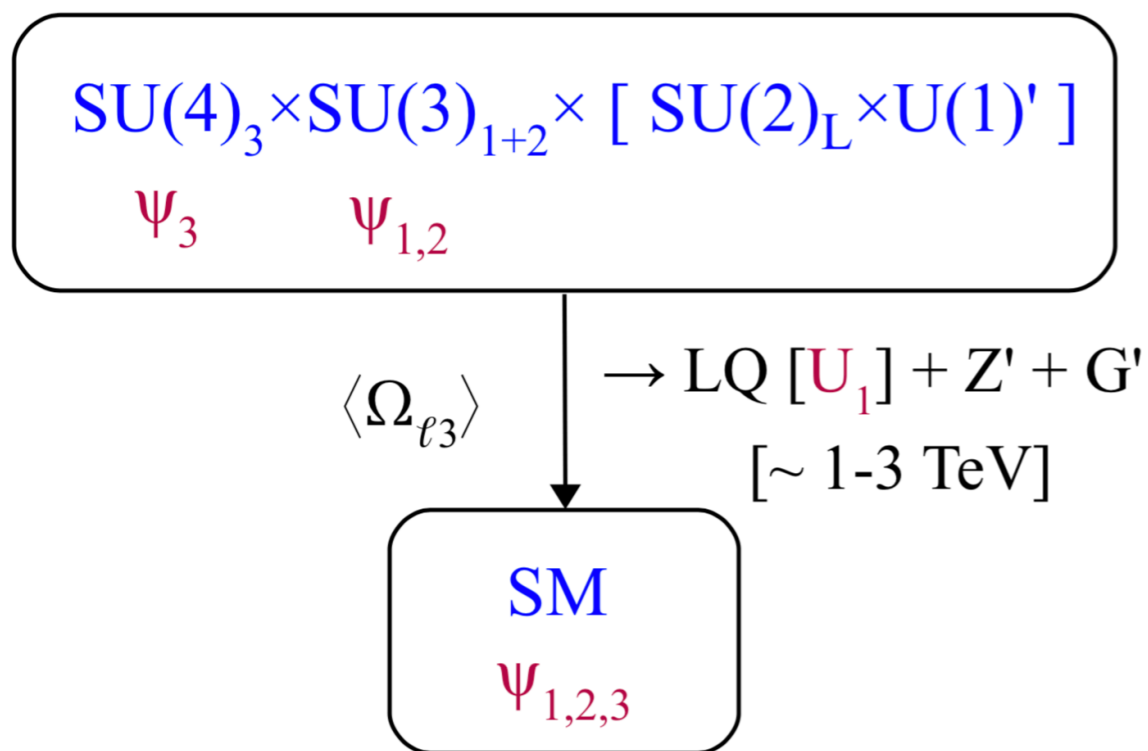 SU(4)₃×SU(3)₁₊₂× [ SU(2)_L×U(1)' ]
ψ₃ ψ₁,₂
→ LQ [U₁] + Z' + G'
⟨Ω_ℓ3⟩
[~ 1-3 TeV]
SM
ψ₁,₂,₃